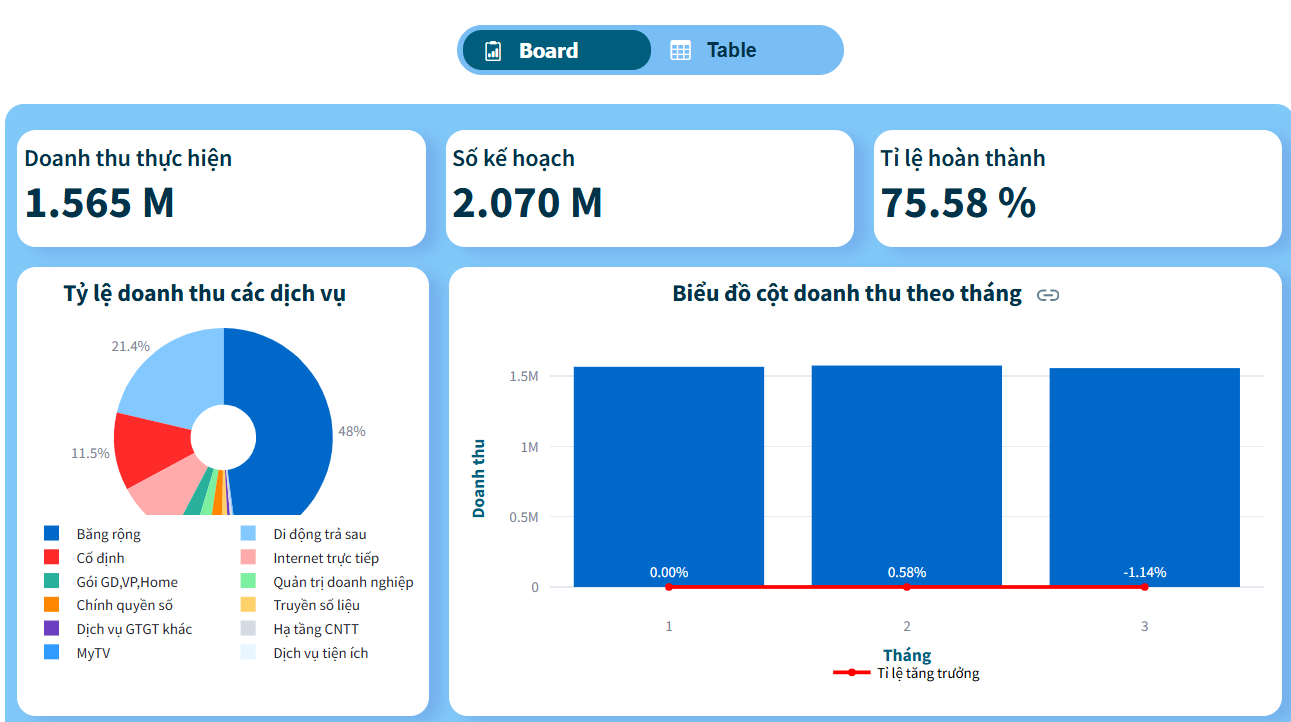 Board
Table
Doanh thu thực hiện
1.565 M
Số kế hoạch
2.070 M
Tỉ lệ hoàn thành
75.58 %
Tỷ lệ doanh thu các dịch vụ
21.4%
48%
11.5%
Băng rộng
Di động trả sau
Cố định
Internet trực tiếp
Gói GD,VP,Home
Quản trị doanh nghiệp
Chính quyền số
Truyền số liệu
Dịch vụ GTGT khác
Hạ tầng CNTT
MyTV
Dịch vụ tiện ích
Biểu đồ cột doanh thu theo tháng
Doanh thu
1.5M
1M
0.5M
0
0.00%
0.58%
-1.14%
1
2
3
Tháng
Tỉ lệ tăng trưởng